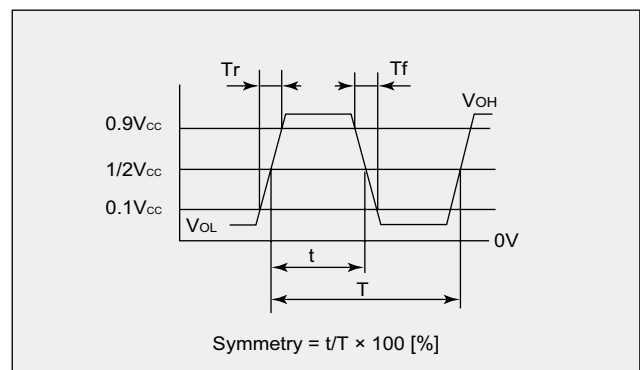 Tr
Tf
VOH
0.9Vcc
1/2Vcc
0.1Vcc
VOL
0V
t
T
Symmetry = t/T × 100 [%]